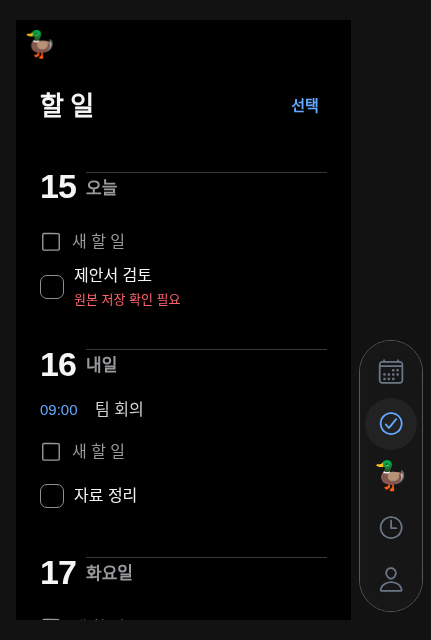 할 일
선택
15 오늘
새 할 일
제안서 검토
원본 저장 확인 필요
16 내일
09:00 팀 회의
새 할 일
자료 정리
17 화요일